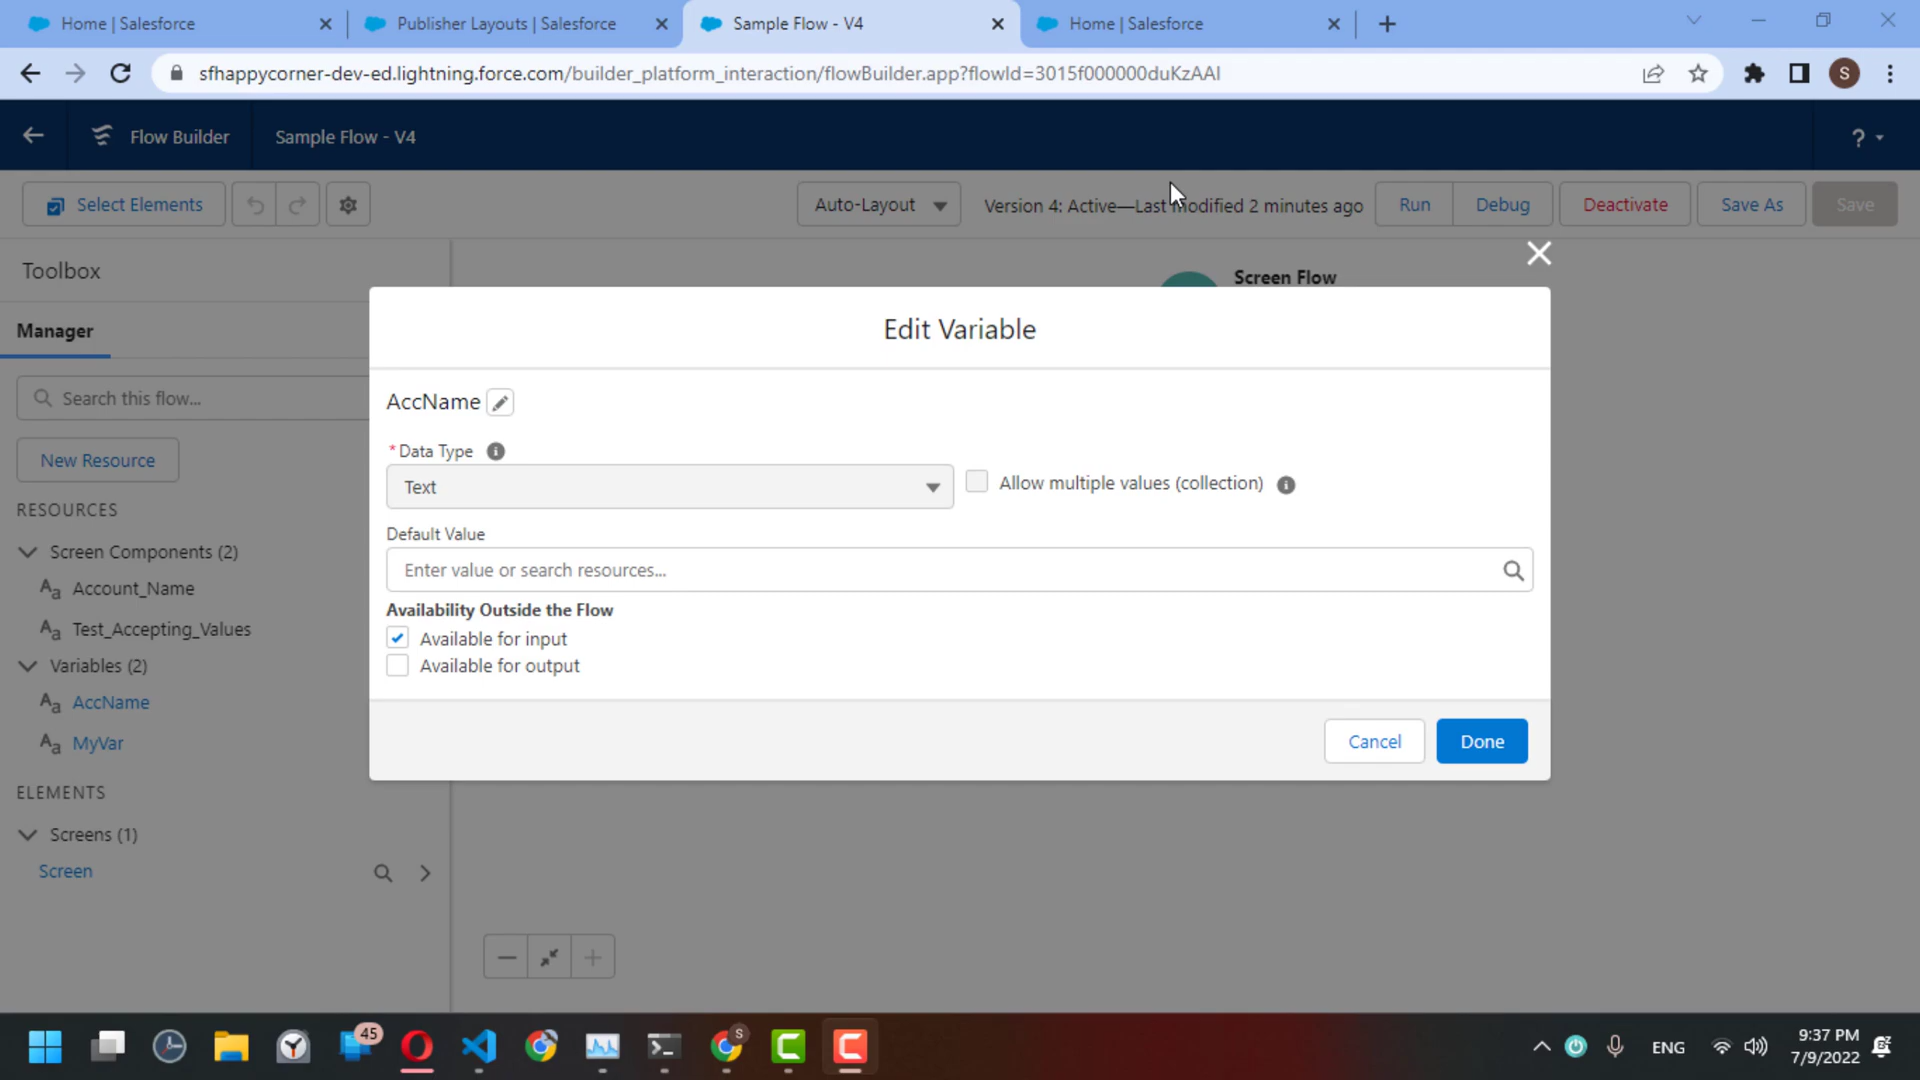 Home | Salesforce
Publisher Layouts | Salesforce
Sample Flow - V4
Home | Salesforce
sfhappycorner-dev-ed.lightning.force.com/builder_platform_interaction/flowBuilder.app?flowId=3015f000000duKzAAI
S
Flow Builder
Sample Flow - V4
?
Select Elements
Auto-Layout
Version 4: Active—Last modified 2 minutes ago
Run
Debug
Deactivate
Save As
Save
Toolbox
Screen Flow
Manager
Search this flow...
New Resource
RESOURCES
Screen Components (2)
Aa Account_Name
Aa Test_Accepting_Values
Variables (2)
Aa AccName
Aa MyVar
ELEMENTS
Screens (1)
Screen
Edit Variable
AccName
* Data Type
Text
Allow multiple values (collection)
Default Value
Enter value or search resources...
Availability Outside the Flow
Available for input
Available for output
Cancel
Done
45
S
ENG
9:37 PM
7/9/2022